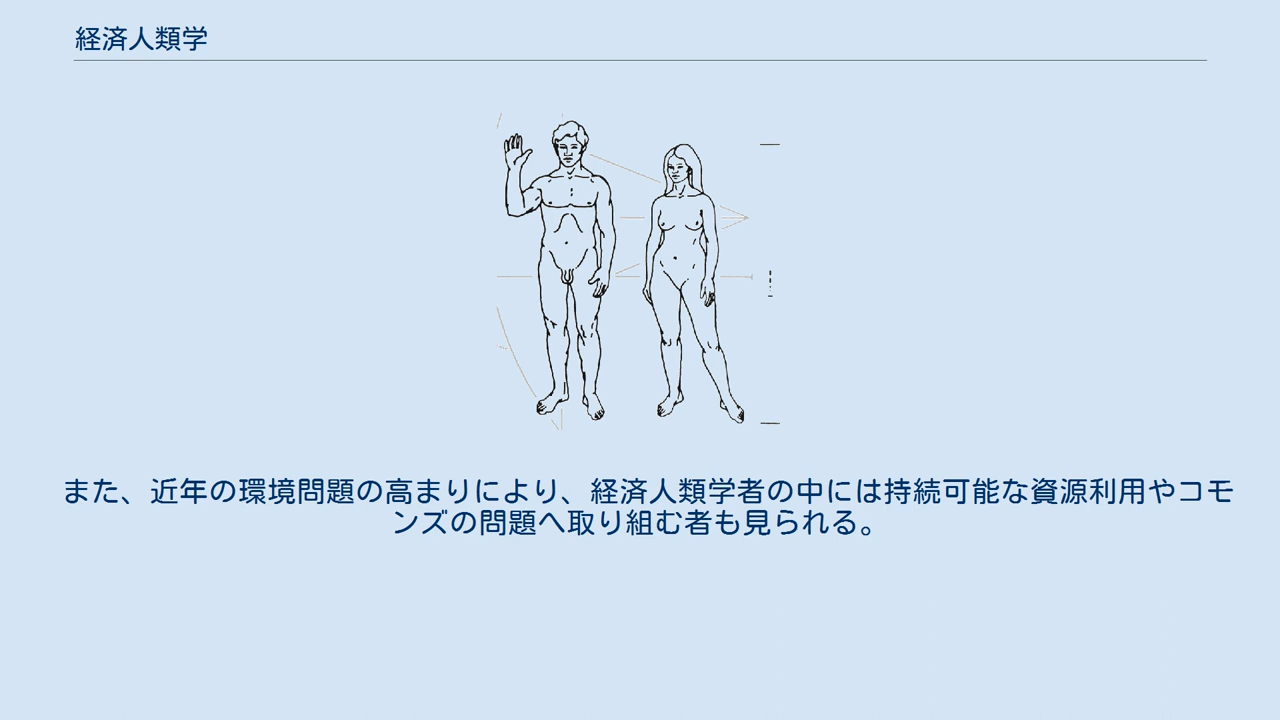 経済人類学
また、近年の環境問題の高まりにより、経済人類学者の中には持続可能な資源利用やコモ
ンズの問題へ取り組む者も見られる。